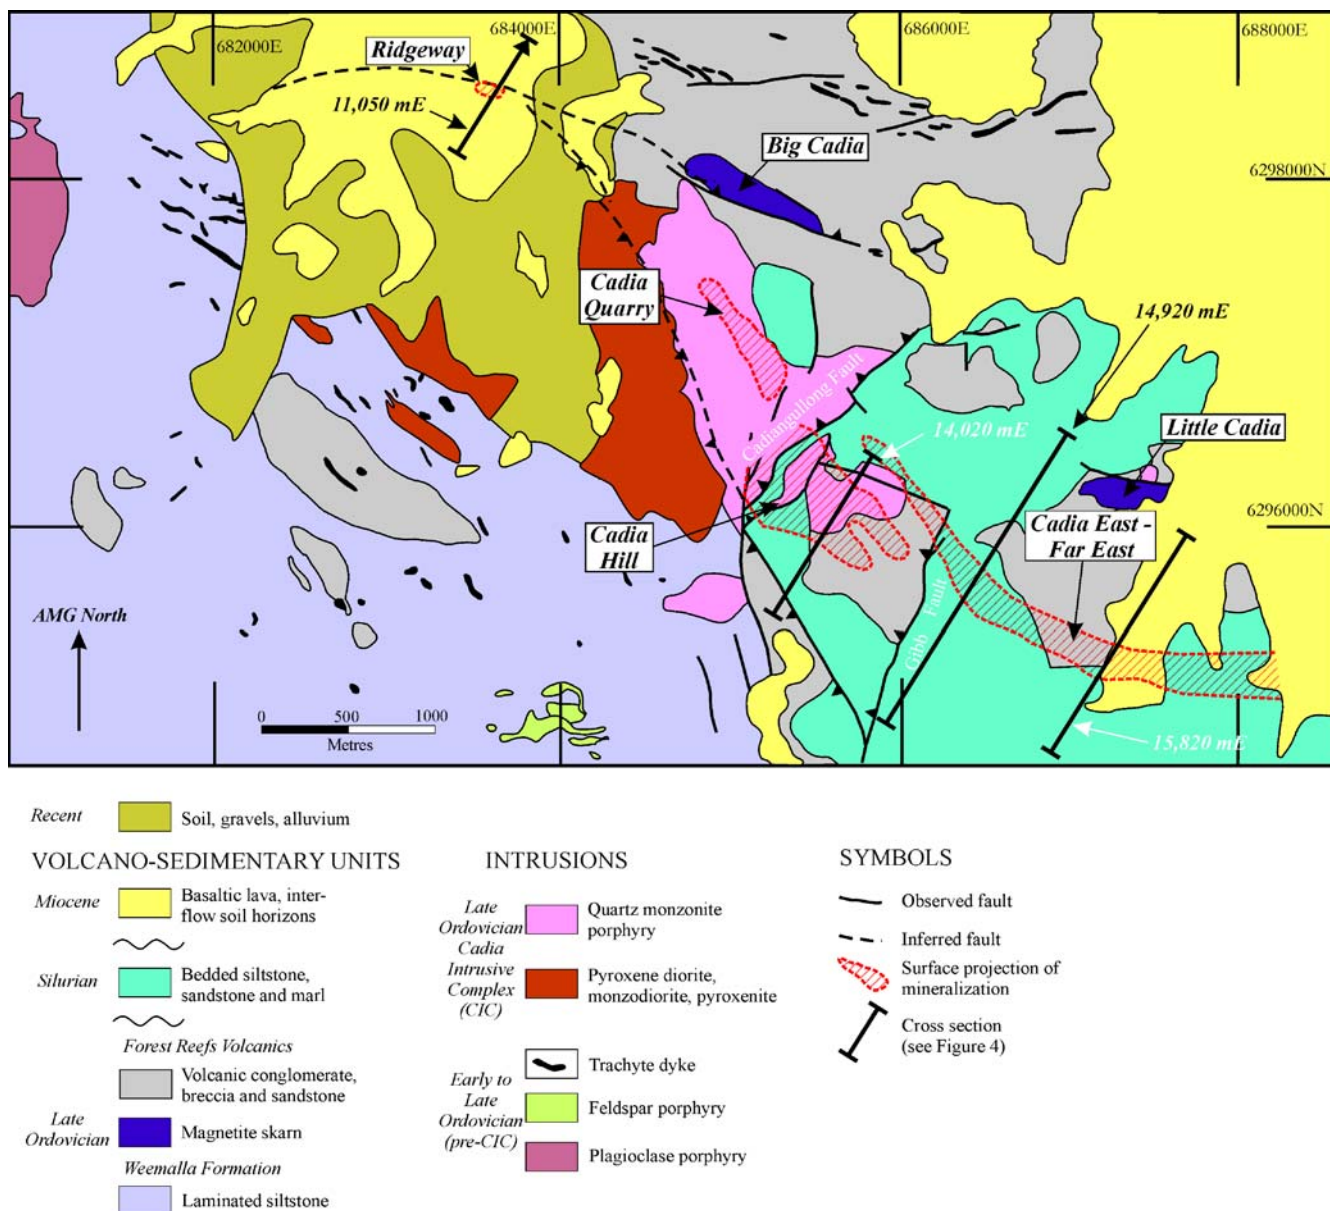 682000E
684000E
686000E
688000E
Ridgeway
11,050 mE
Big Cadia
6298000N
Cadia
Quarry
14,920 mE
Cadiangullong Fault
14,020 mE
Little Cadia
Cadia
Hill
Cadia East -
Far East
6296000N
Gibb Fault
AMG North
0 500 1000
Metres
15,820 mE
Recent
Soil, gravels, alluvium
VOLCANO-SEDIMENTARY UNITS
Miocene
Basaltic lava, inter-
flow soil horizons
Silurian
Bedded siltstone,
sandstone and marl
Forest Reefs Volcanics
Volcanic conglomerate,
breccia and sandstone
Late
Ordovician
Magnetite skarn
Weemalla Formation
Laminated siltstone
INTRUSIONS
Late
Ordovician
Cadia
Intrusive
Complex
(CIC)
Quartz monzonite
porphyry
Pyroxene diorite,
monzodiorite, pyroxenite
Early to
Late
Ordovician
(pre-CIC)
Trachyte dyke
Feldspar porphyry
Plagioclase porphyry
SYMBOLS
Observed fault
Inferred fault
Surface projection of
mineralization
Cross section
(see Figure 4)